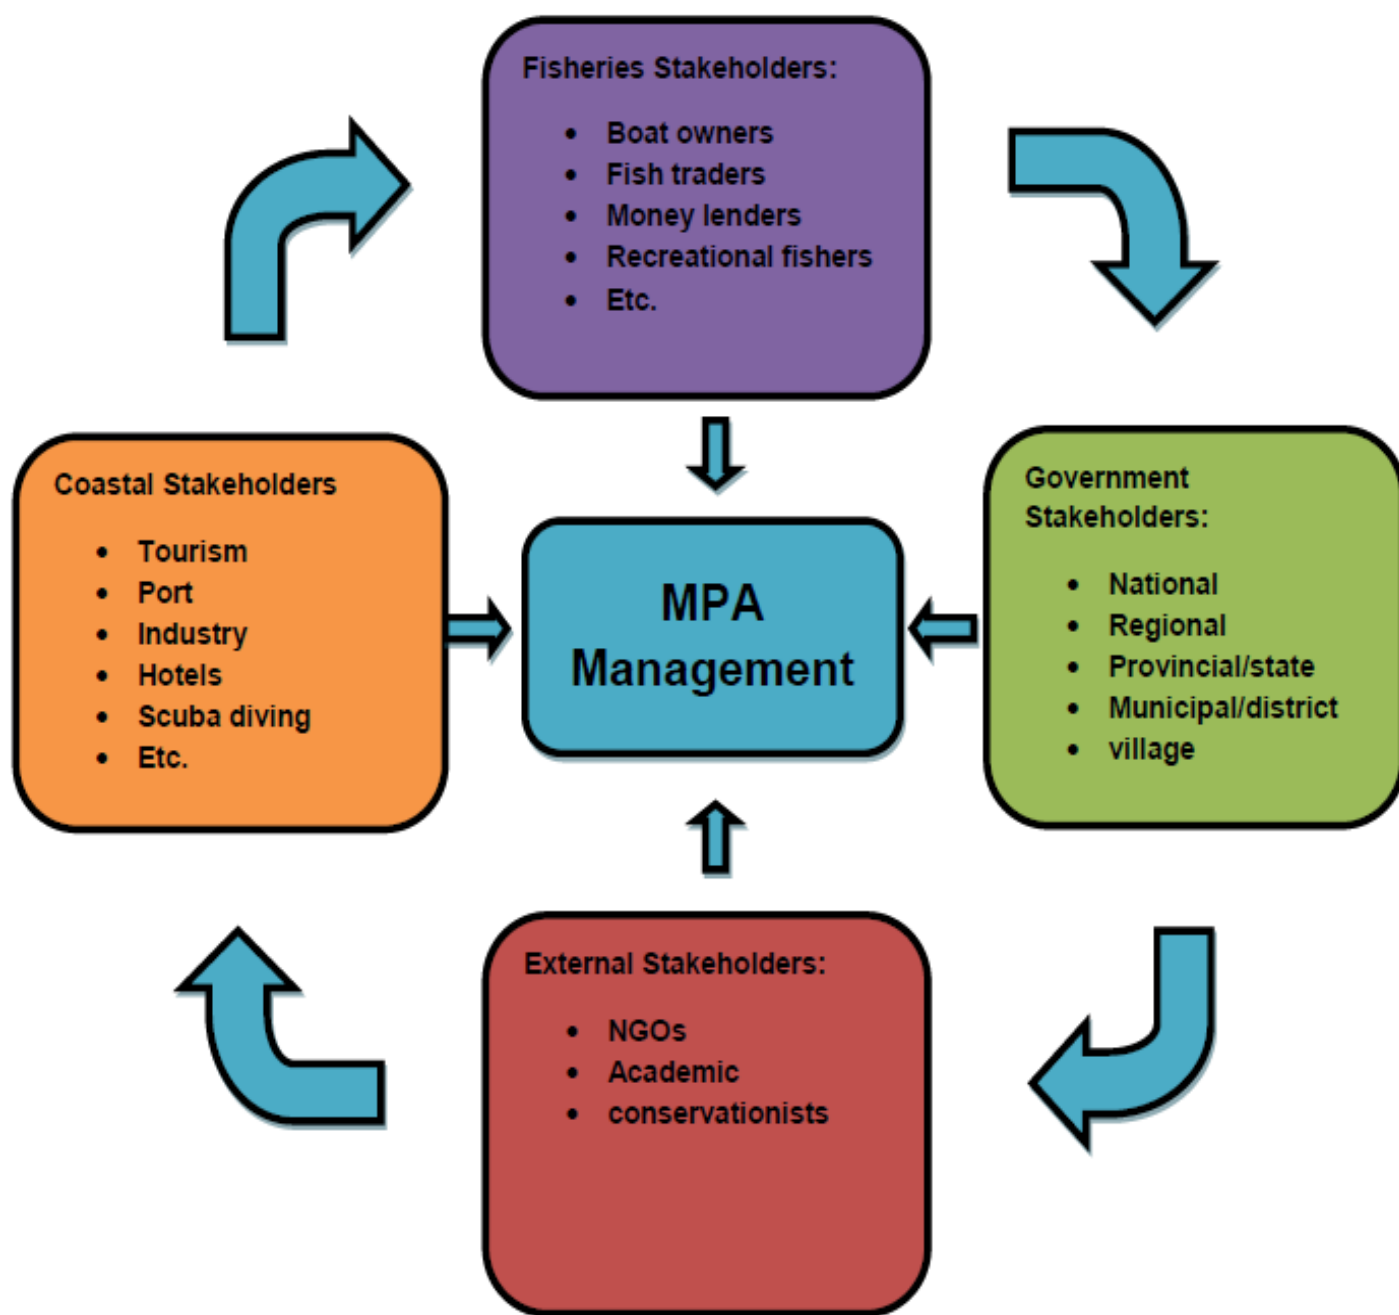 Fisheries Stakeholders:
• Boat owners
• Fish traders
• Money lenders
• Recreational fishers
• Etc.
Coastal Stakeholders
• Tourism
• Port
• Industry
• Hotels
• Scuba diving
• Etc.
MPA
Management
Government
Stakeholders:
• National
• Regional
• Provincial/state
• Municipal/district
• village
External Stakeholders:
• NGOs
• Academic
• conservationists